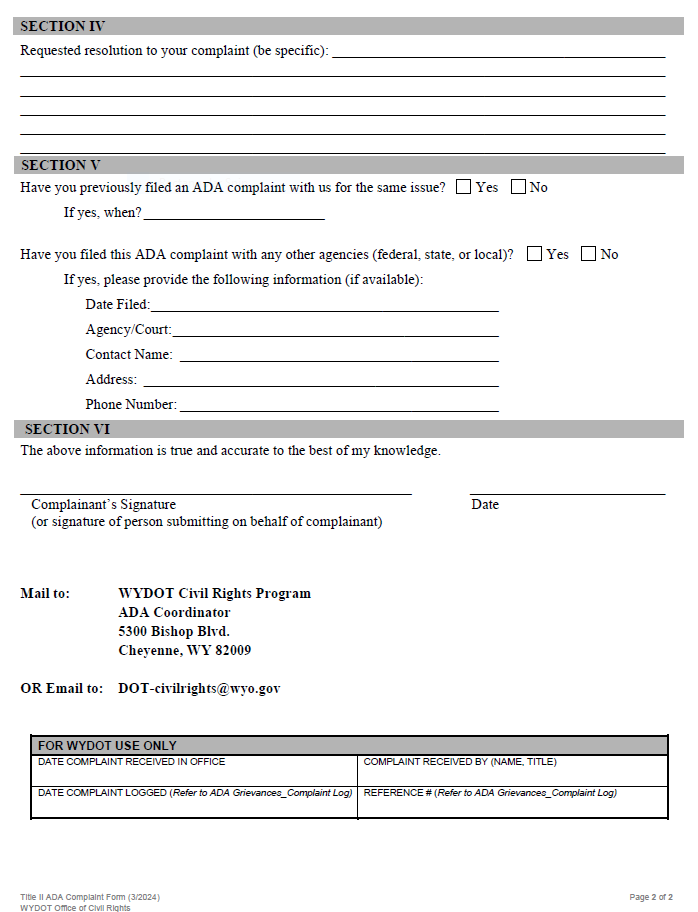 SECTION IV
Requested resolution to your complaint (be specific):
SECTION V
Have you previously filed an ADA complaint with us for the same issue? Yes No
If yes, when?
Have you filed this ADA complaint with any other agencies (federal, state, or local)? Yes No
If yes, please provide the following information (if available):
Date Filed:
Agency/Court:
Contact Name:
Address:
Phone Number:
SECTION VI
The above information is true and accurate to the best of my knowledge.
Complainant's Signature Date
(or signature of person submitting on behalf of complainant)
Mail to: WYDOT Civil Rights Program
ADA Coordinator
5300 Bishop Blvd.
Cheyenne, WY 82009
OR Email to: DOT-civilrights@wyo.gov
FOR WYDOT USE ONLY
DATE COMPLAINT RECEIVED IN OFFICE COMPLAINT RECEIVED BY (NAME, TITLE)
DATE COMPLAINT LOGGED (Refer to ADA Grievances_Complaint Log) REFERENCE # (Refer to ADA Grievances_Complaint Log)
Title II ADA Complaint Form (3/2024) Page 2 of 2
WYDOT Office of Civil Rights